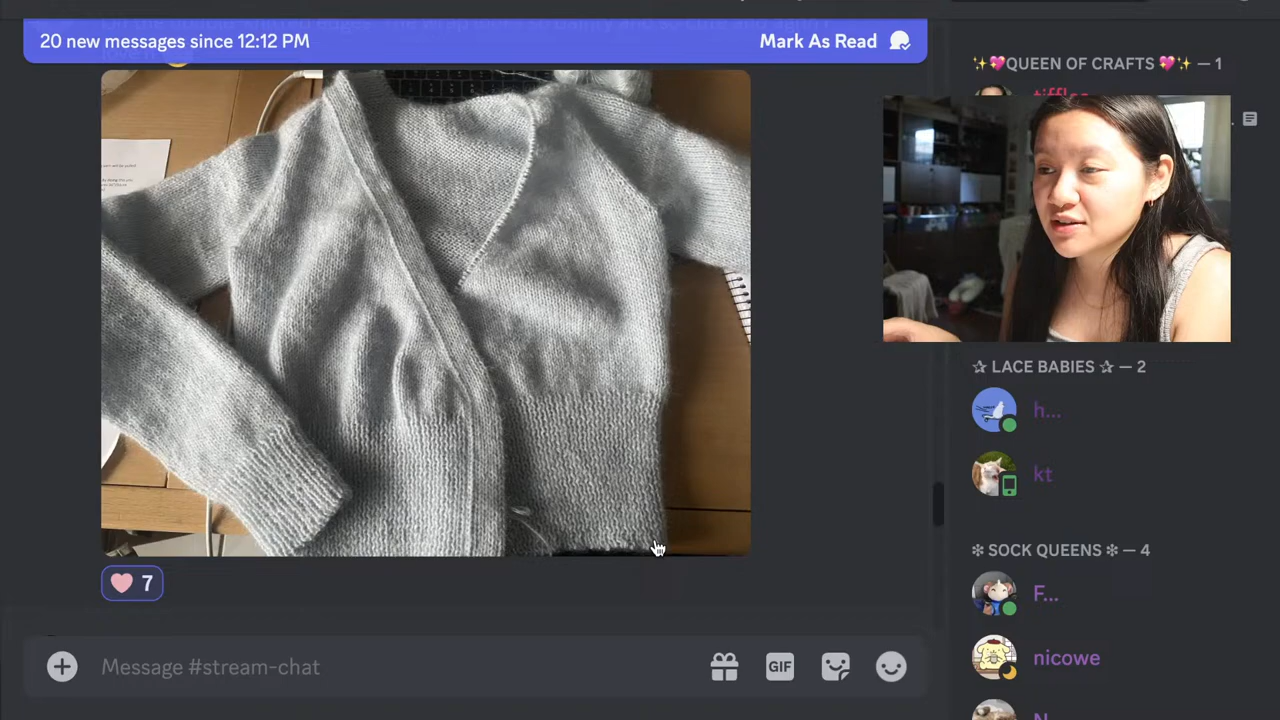 20 new messages since 12:12 PM
Mark As Read
✨💖QUEEN OF CRAFTS 💖✨ — 1
tiffles
☆ LACE BABIES ☆ — 2
h...
kt
❄ SOCK QUEENS ❄ — 4
F...
nicowe
N
7
Message #stream-chat
GIF